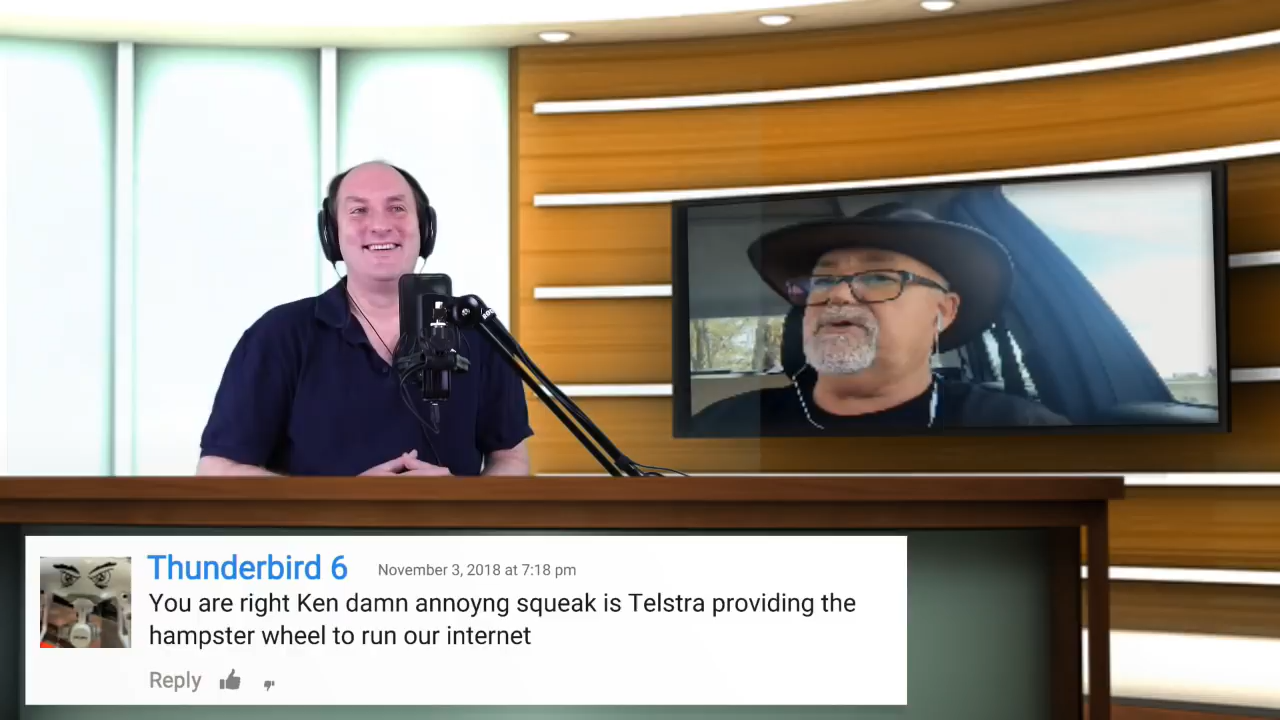 Thunderbird 6 November 3, 2018 at 7:18 pm
You are right Ken damn annoyng squeak is Telstra providing the
hampster wheel to run our internet
Reply